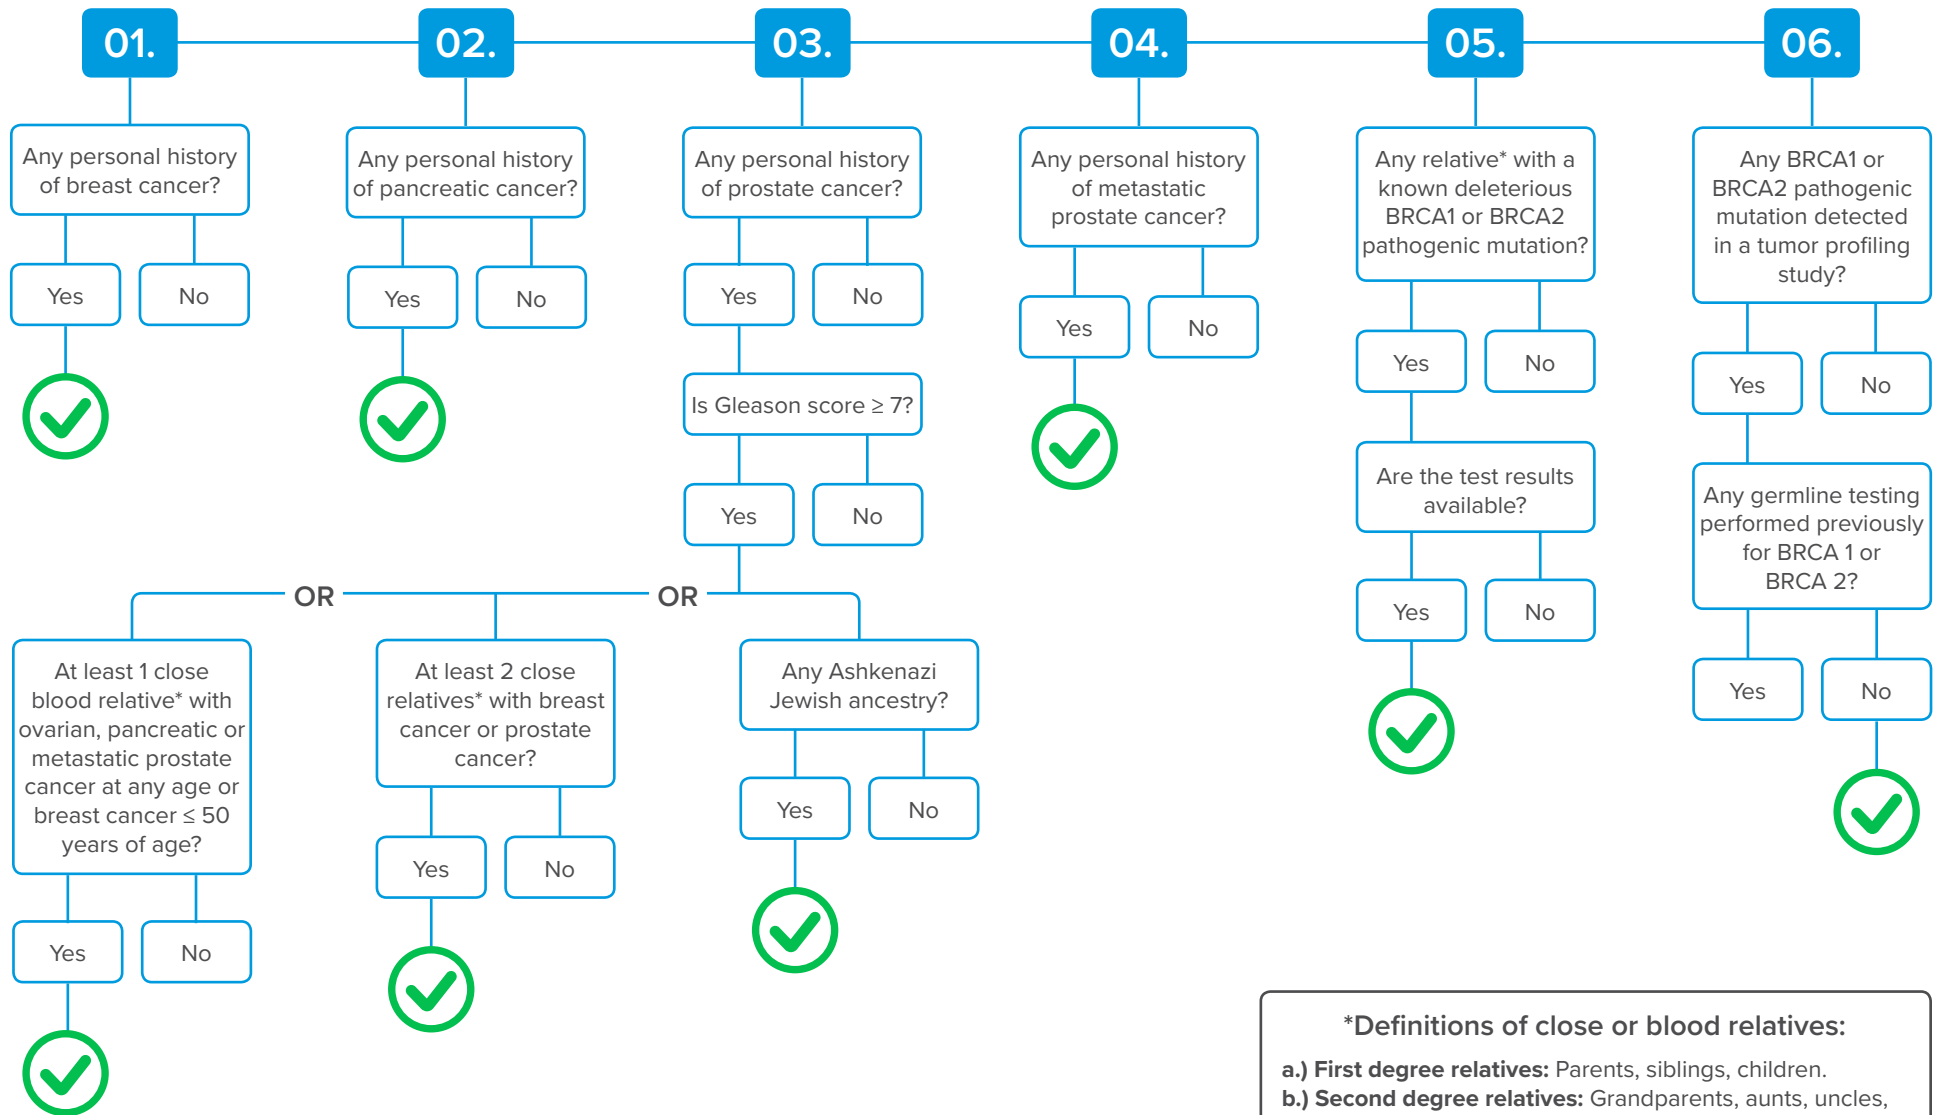 01.
02.
03.
04.
05.
06.
Any personal history
of breast cancer?
Yes
No
Any personal history
of pancreatic cancer?
Yes
No
Any personal history
of prostate cancer?
Yes
No
Is Gleason score ≥ 7?
Yes
No
OR
OR
At least 1 close
blood relative* with
ovarian, pancreatic or
metastatic prostate
cancer at any age or
breast cancer ≤ 50
years of age?
Yes
No
At least 2 close
relatives* with breast
cancer or prostate
cancer?
Yes
No
Any Ashkenazi
Jewish ancestry?
Yes
No
Any personal history
of metastatic
prostate cancer?
Yes
No
Any relative* with a
known deleterious
BRCA1 or BRCA2
pathogenic mutation?
Yes
No
Are the test results
available?
Yes
No
Any BRCA1 or
BRCA2 pathogenic
mutation detected
in a tumor profiling
study?
Yes
No
Any germline testing
performed previously
for BRCA 1 or
BRCA 2?
Yes
No
*Definitions of close or blood relatives:
a.) First degree relatives: Parents, siblings, children.
b.) Second degree relatives: Grandparents, aunts, uncles,